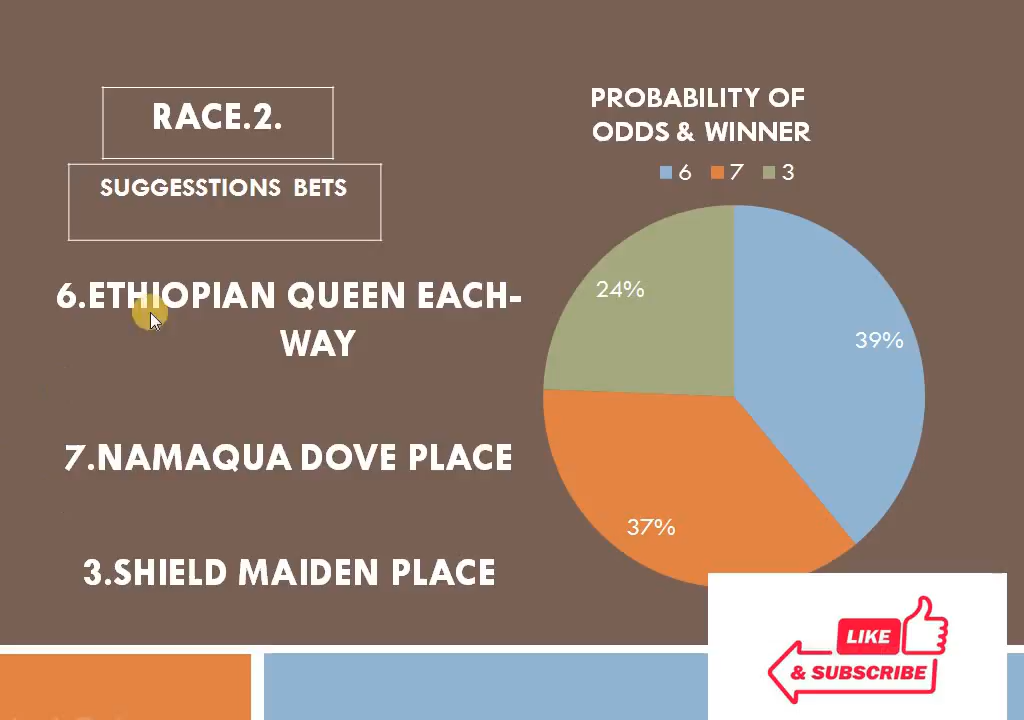 RACE.2.
SUGGESSTIONS BETS
6.ETHIOPIAN QUEEN EACH-
WAY
7.NAMAQUA DOVE PLACE
3.SHIELD MAIDEN PLACE
PROBABILITY OF
ODDS & WINNER
6 7 3
24%
39%
37%
LIKE
& SUBSCRIBE